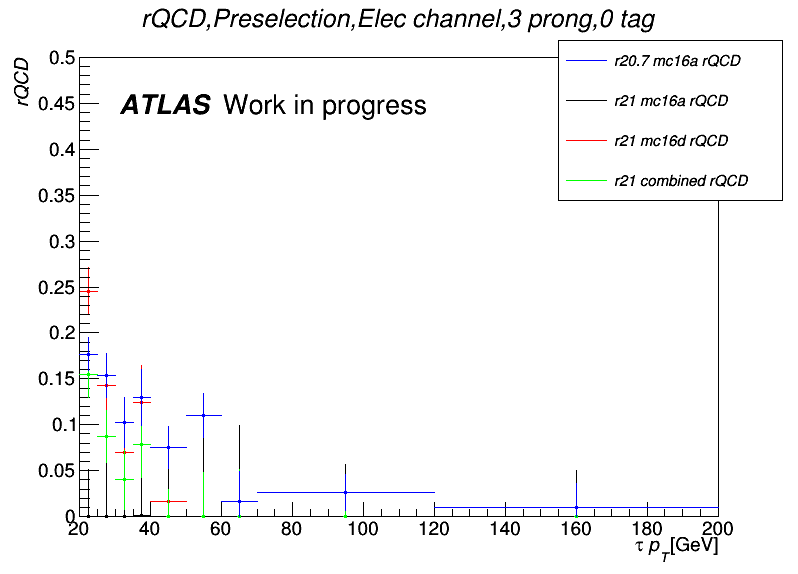 rQCD,Preselection,Elec channel,3 prong,0 tag
rQCD
ATLAS Work in progress
r20.7 mc16a rQCD
r21 mc16a rQCD
r21 mc16d rQCD
r21 combined rQCD
0.5
0.45
0.4
0.35
0.3
0.25
0.2
0.15
0.1
0.05
0
20 40 60 80 100 120 140 160 180 200
τ p_T[GeV]